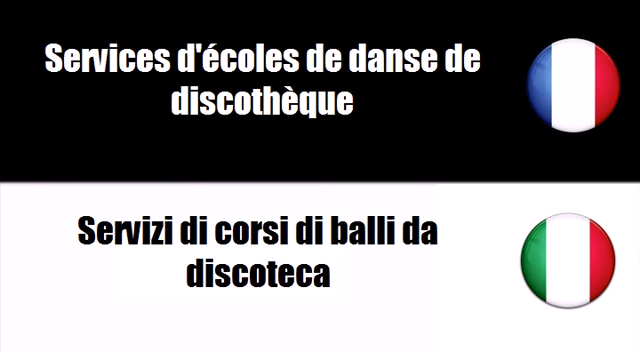 Services d'écoles de danse de
discothèque
Servizi di corsi di balli da
discoteca